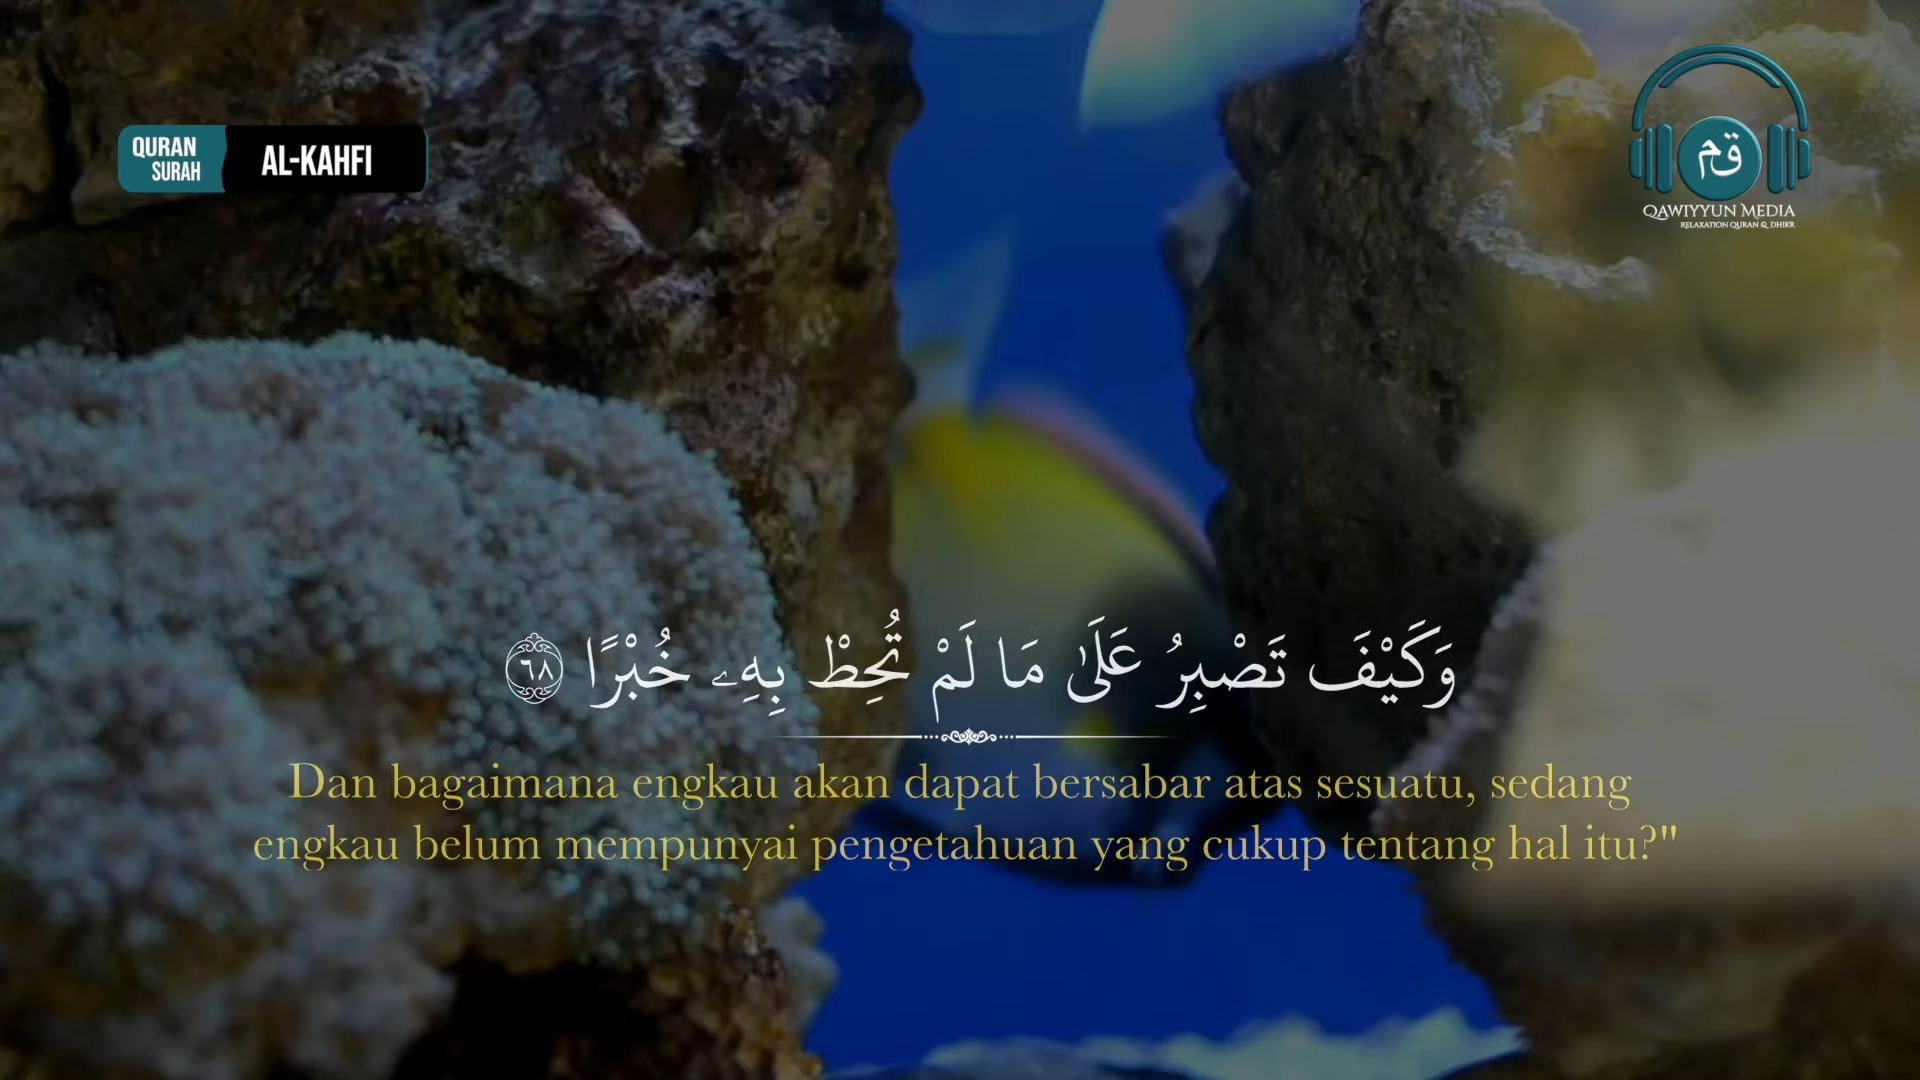 QURAN
SURAH
AL-KAHFI
قم
QAWIYYUN MEDIA
RELAXATION QURAN & DHIKR
وَكَيْفَ تَصْبِرُ عَلَىٰ مَا لَمْ تُحِطْ بِهِۦ خُبْرًا ٦٨
Dan bagaimana engkau akan dapat bersabar atas sesuatu, sedang
engkau belum mempunyai pengetahuan yang cukup tentang hal itu?"